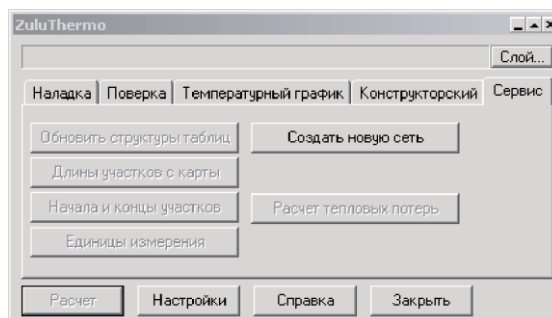 ZuluThermo
Слой...
Наладка Поверка Температурный график Конструкторский Сервис
Обновить структуры таблиц Создать новую сеть
Длины участков с карты
Начала и концы участков Расчет тепловых потерь
Единицы измерения
Расчет Настройки Справка Закрыть